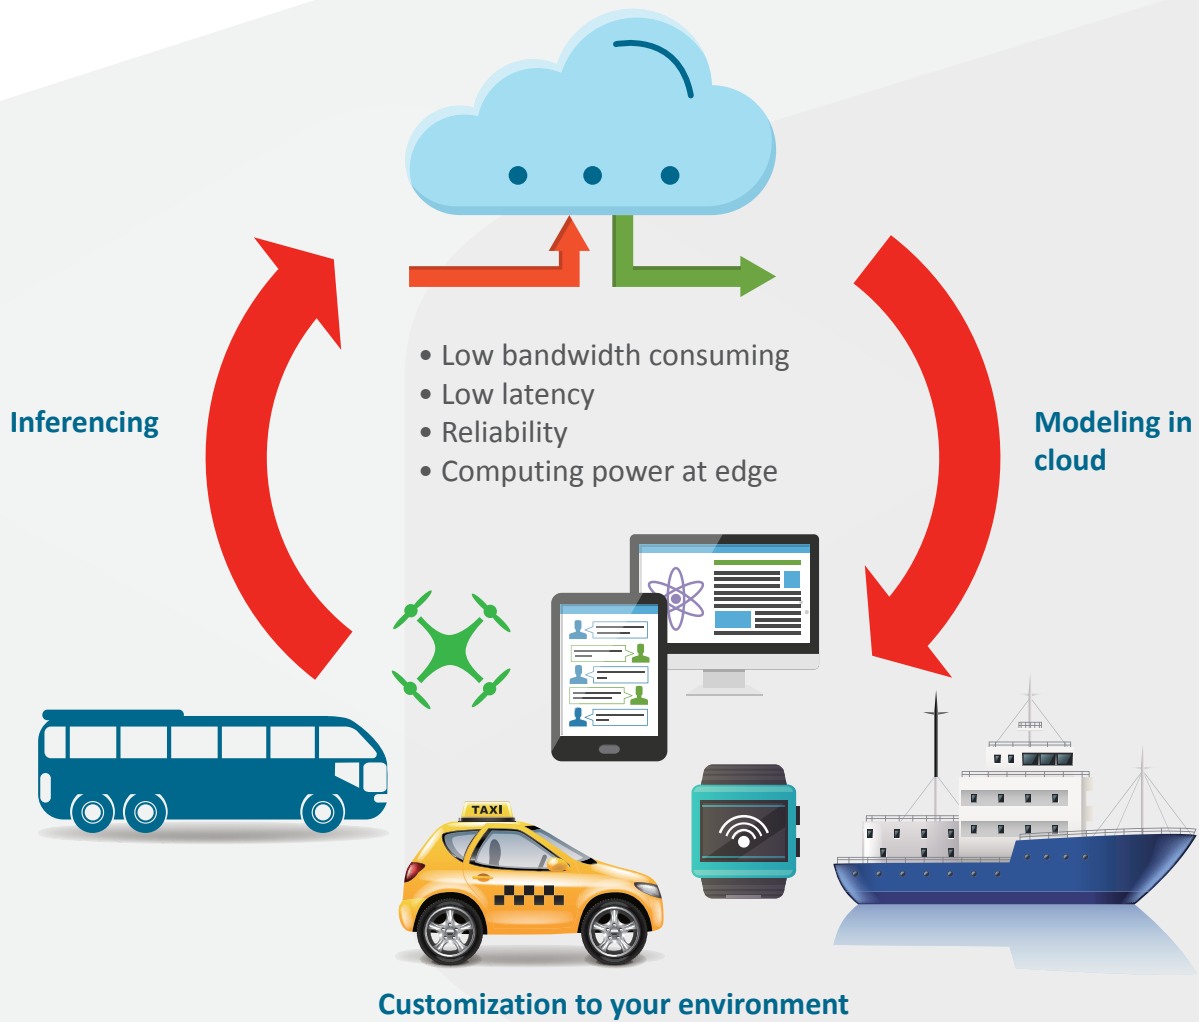 • Low bandwidth consuming
• Low latency
• Reliability
• Computing power at edge
Inferencing
Modeling in
cloud
TAXI
Customization to your environment